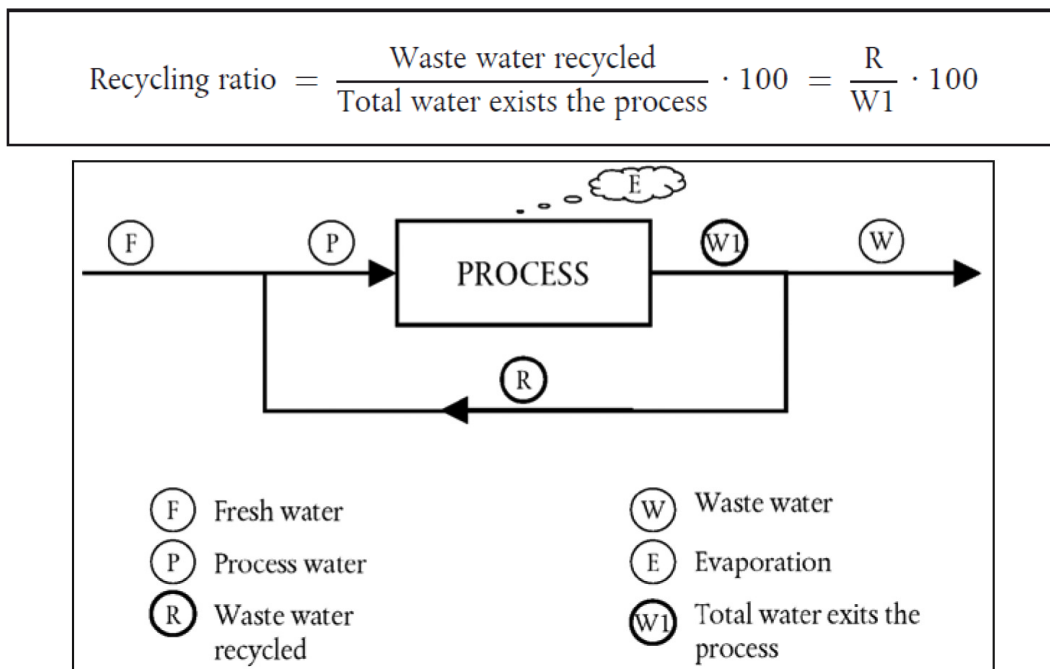 Recycling ratio = Waste water recycled / Total water exists the process · 100 = R / W1 · 100
E
F
P
W1
W
PROCESS
R
F Fresh water
W Waste water
P Process water
E Evaporation
R Waste water
recycled
W1 Total water exits the
process